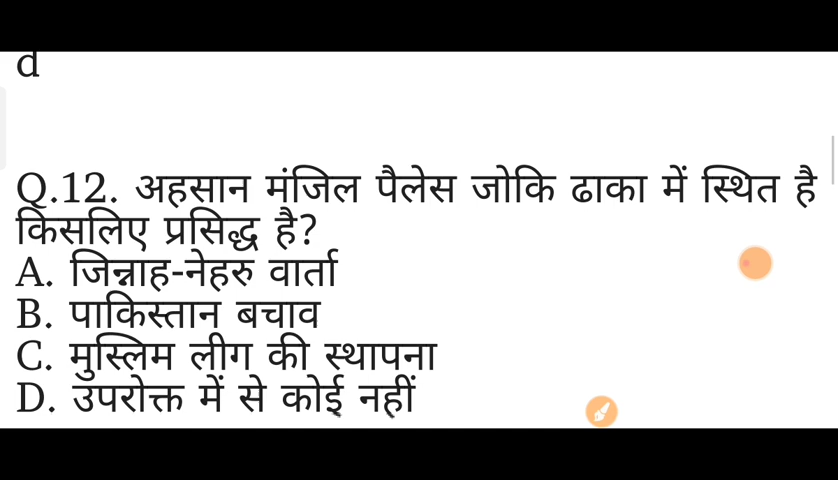 d
Q.12. अहसान मंजिल पैलेस जोकि ढाका में स्थित है
किसलिए प्रसिद्ध है?
A. जिन्नाह-नेहरु वार्ता
B. पाकिस्तान बचाव
C. मुस्लिम लीग की स्थापना
D. उपरोक्त में से कोई नहीं